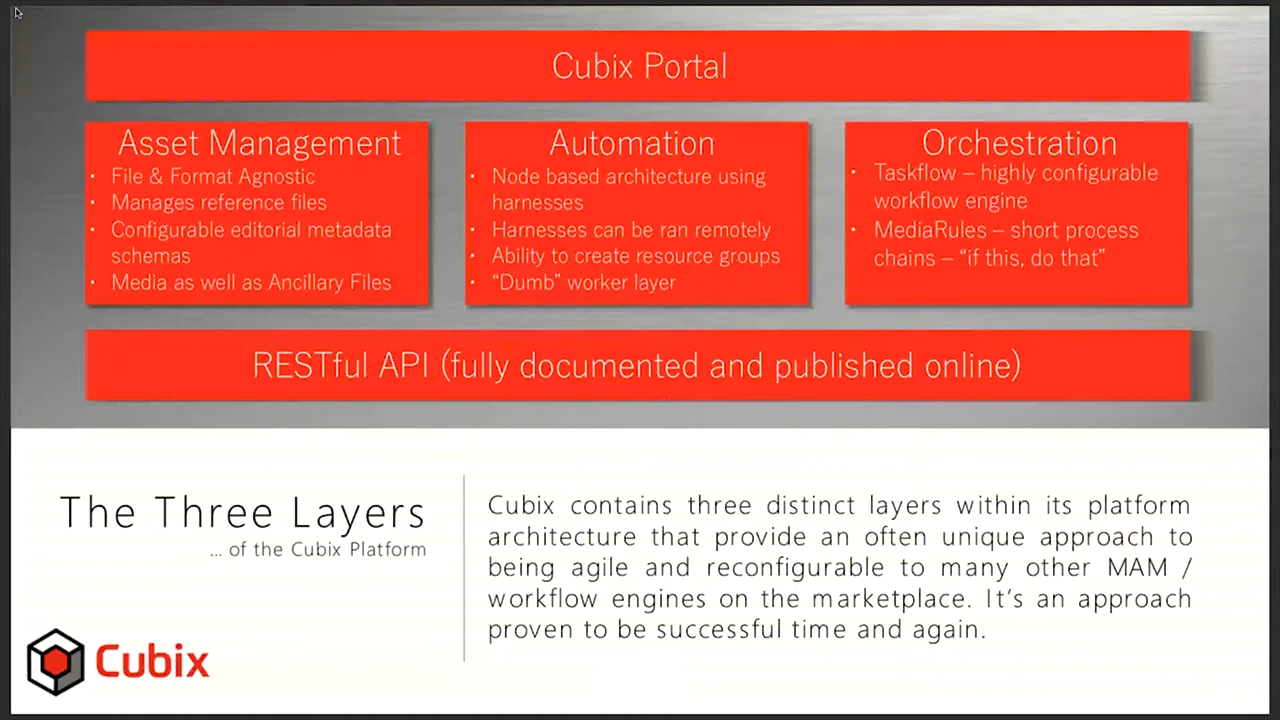 Cubix Portal
Asset Management
• File & Format Agnostic
• Manages reference files
• Configurable editorial metadata
schemas
• Media as well as Ancillary Files
Automation
• Node based architecture using
harnesses
• Harnesses can be ran remotely
• Ability to create resource groups
• “Dumb” worker layer
Orchestration
• Taskflow – highly configurable
workflow engine
• MediaRules – short process
chains – “if this, do that”
RESTful API (fully documented and published online)
The Three Layers
... of the Cubix Platform
Cubix contains three distinct layers within its platform
architecture that provide an often unique approach to
being agile and reconfigurable to many other MAM /
workflow engines on the marketplace. It’s an approach
proven to be successful time and again.
Cubix